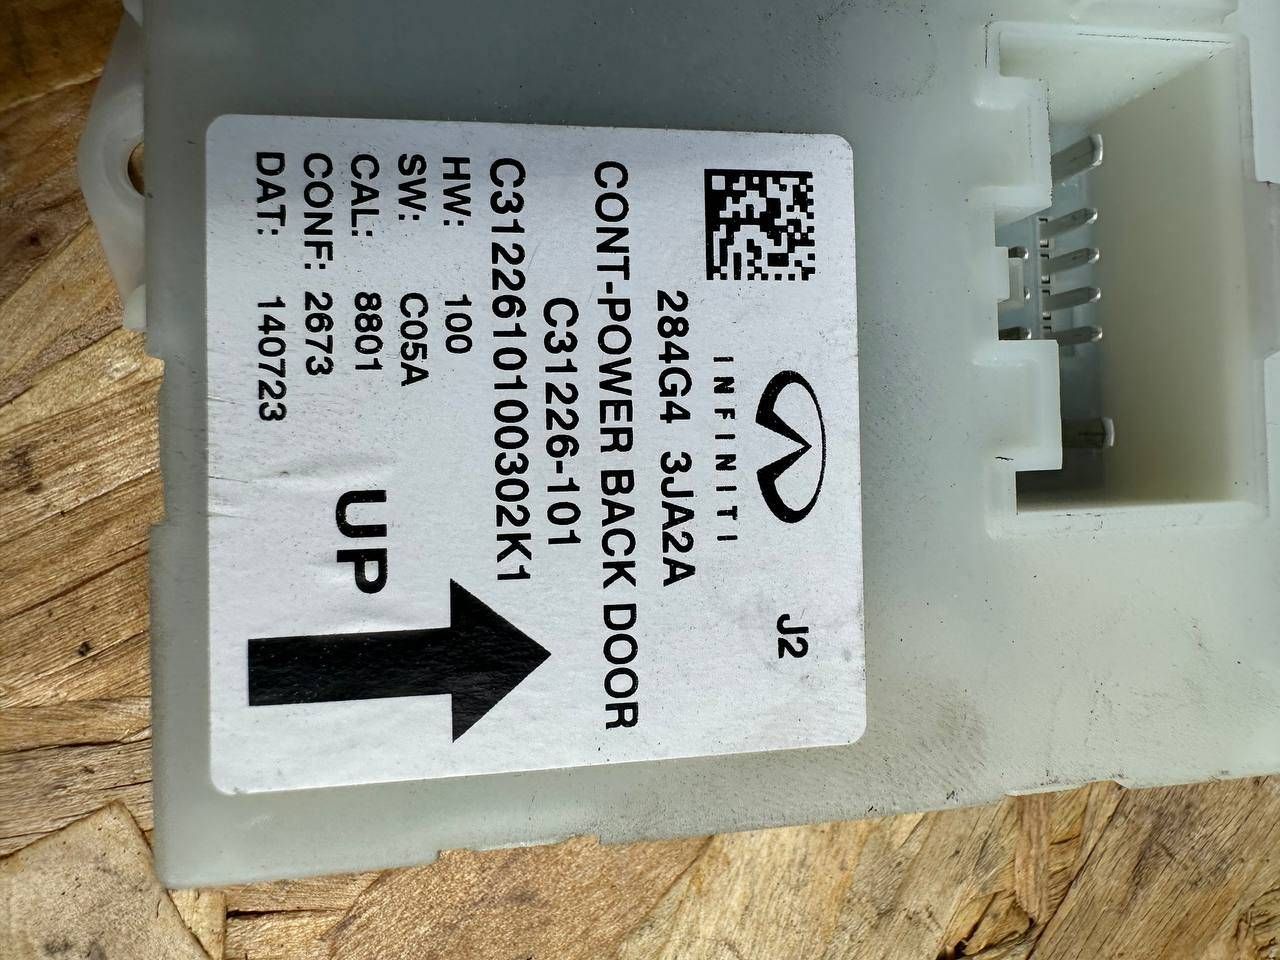 J2
INFINITI
284G4 3JA2A
CONT-POWER BACK DOOR
C31226-101
C3122610100302K1
HW: 100
SW: C05A
CAL: 8801
CONF: 2673
DAT: 140723
UP